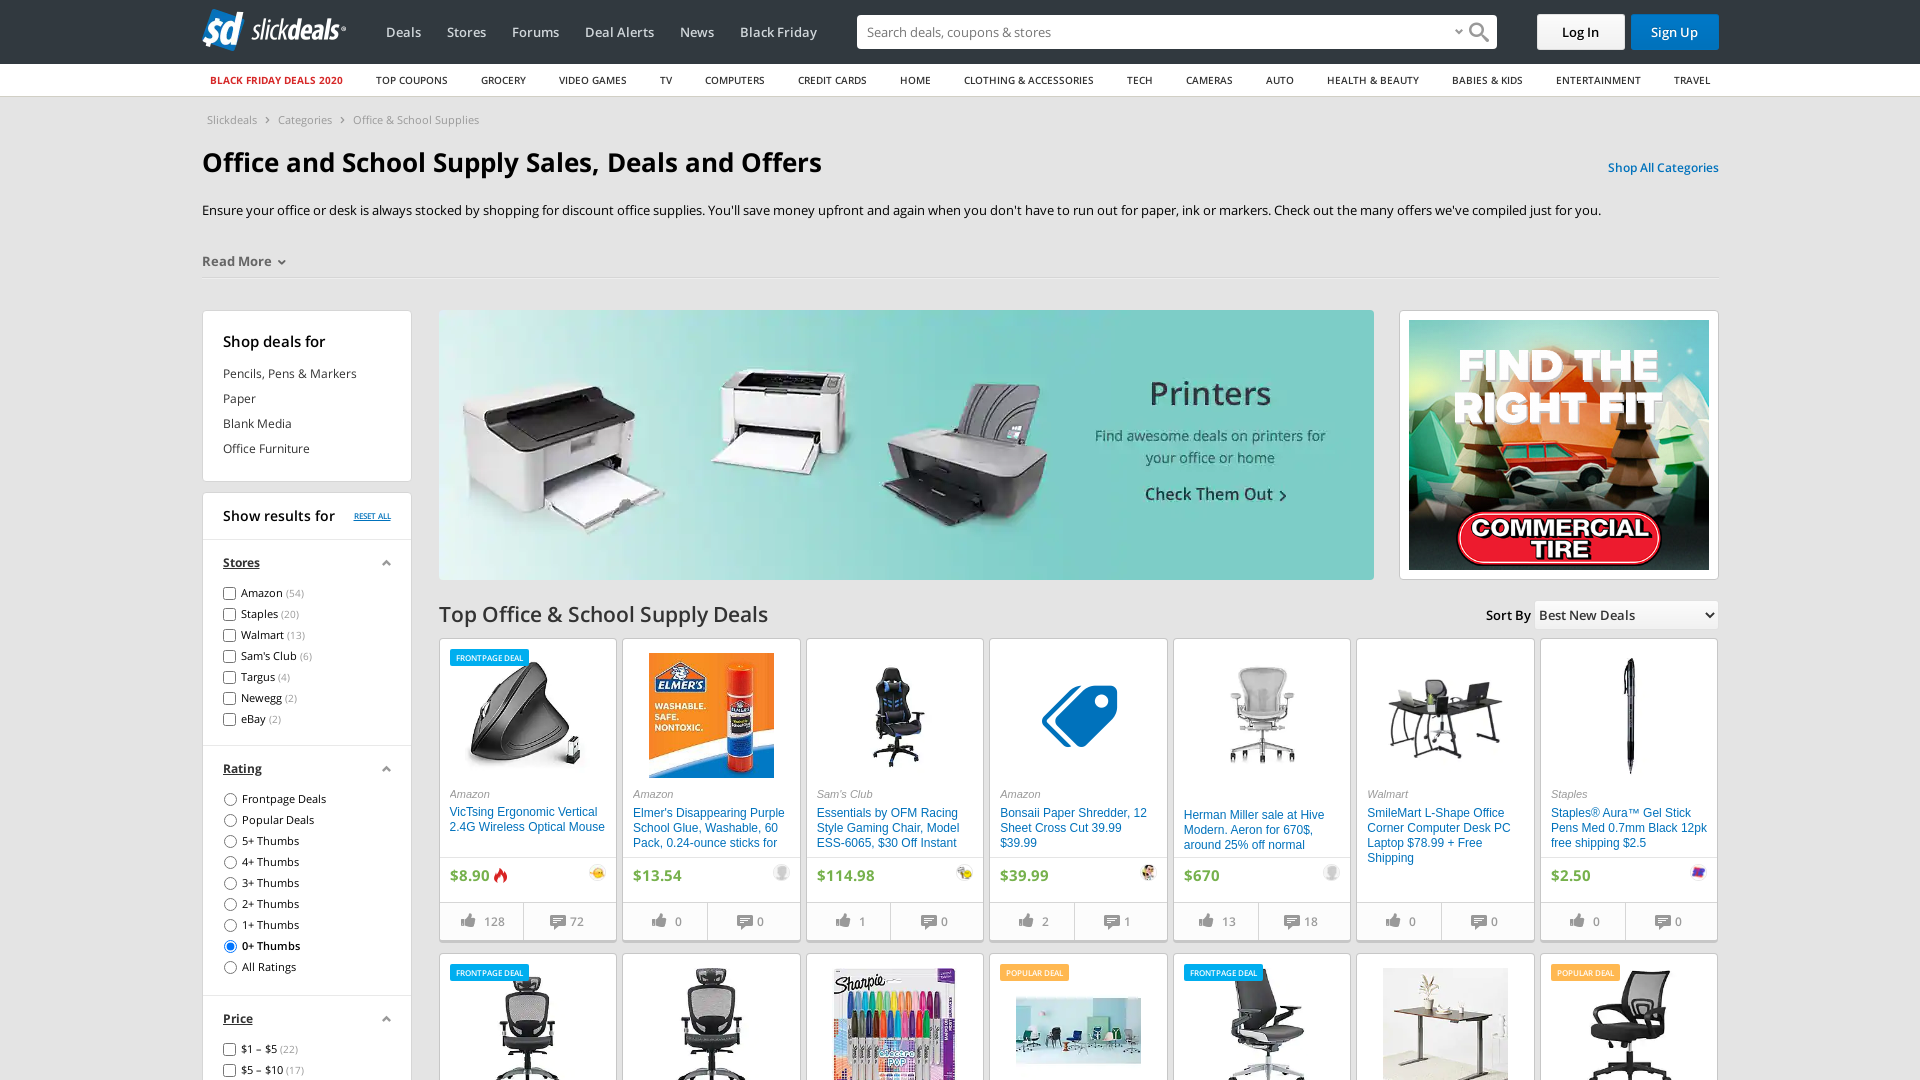 slickdeals
Deals
Stores
Forums
Deal Alerts
News
Black Friday
Search deals, coupons & stores
Log In
Sign Up
BLACK FRIDAY DEALS 2020
TOP COUPONS
GROCERY
VIDEO GAMES
TV
COMPUTERS
CREDIT CARDS
HOME
CLOTHING & ACCESSORIES
TECH
CAMERAS
AUTO
HEALTH & BEAUTY
BABIES & KIDS
ENTERTAINMENT
TRAVEL
Slickdeals
Categories
Office & School Supplies
Office and School Supply Sales, Deals and Offers
Shop All Categories
Ensure your office or desk is always stocked by shopping for discount office supplies. You'll save money upfront and again when you don't have to run out for paper, ink or markers. Check out the many offers we've compiled just for you.
Read More
Shop deals for
Pencils, Pens & Markers
Paper
Blank Media
Office Furniture
Show results for
RESET ALL
Stores
Amazon (54)
Staples (20)
Walmart (13)
Sam's Club (6)
Targus (4)
Newegg (2)
eBay (2)
Rating
Frontpage Deals
Popular Deals
5+ Thumbs
4+ Thumbs
3+ Thumbs
2+ Thumbs
1+ Thumbs
0+ Thumbs
All Ratings
Price
$1 – $5 (22)
$5 – $10 (17)
Printers
Find awesome deals on printers for
your office or home
Check Them Out
FIND THE
RIGHT FIT
COMMERCIAL
TIRE
Top Office & School Supply Deals
Sort By
Best New Deals
FRONTPAGE DEAL
Amazon
VicTsing Ergonomic Vertical
2.4G Wireless Optical Mouse
$8.90
128
72
ELMER'S
WASHABLE.
SAFE.
NONTOXIC.
Amazon
Elmer's Disappearing Purple
School Glue, Washable, 60
Pack, 0.24-ounce sticks for
$13.54
0
0
Sam's Club
Essentials by OFM Racing
Style Gaming Chair, Model
ESS-6065, $30 Off Instant
$114.98
1
0
Amazon
Bonsaii Paper Shredder, 12
Sheet Cross Cut 39.99
$39.99
$39.99
2
1
Herman Miller sale at Hive
Modern. Aeron for 670$,
around 25% off normal
$670
13
18
Walmart
SmileMart L-Shape Office
Corner Computer Desk PC
Laptop $78.99 + Free
Shipping
0
0
Staples
Staples® Aura™ Gel Stick
Pens Med 0.7mm Black 12pk
free shipping $2.5
$2.50
0
0
FRONTPAGE DEAL
Sharpie
electro
POP
POPULAR DEAL
FRONTPAGE DEAL
POPULAR DEAL